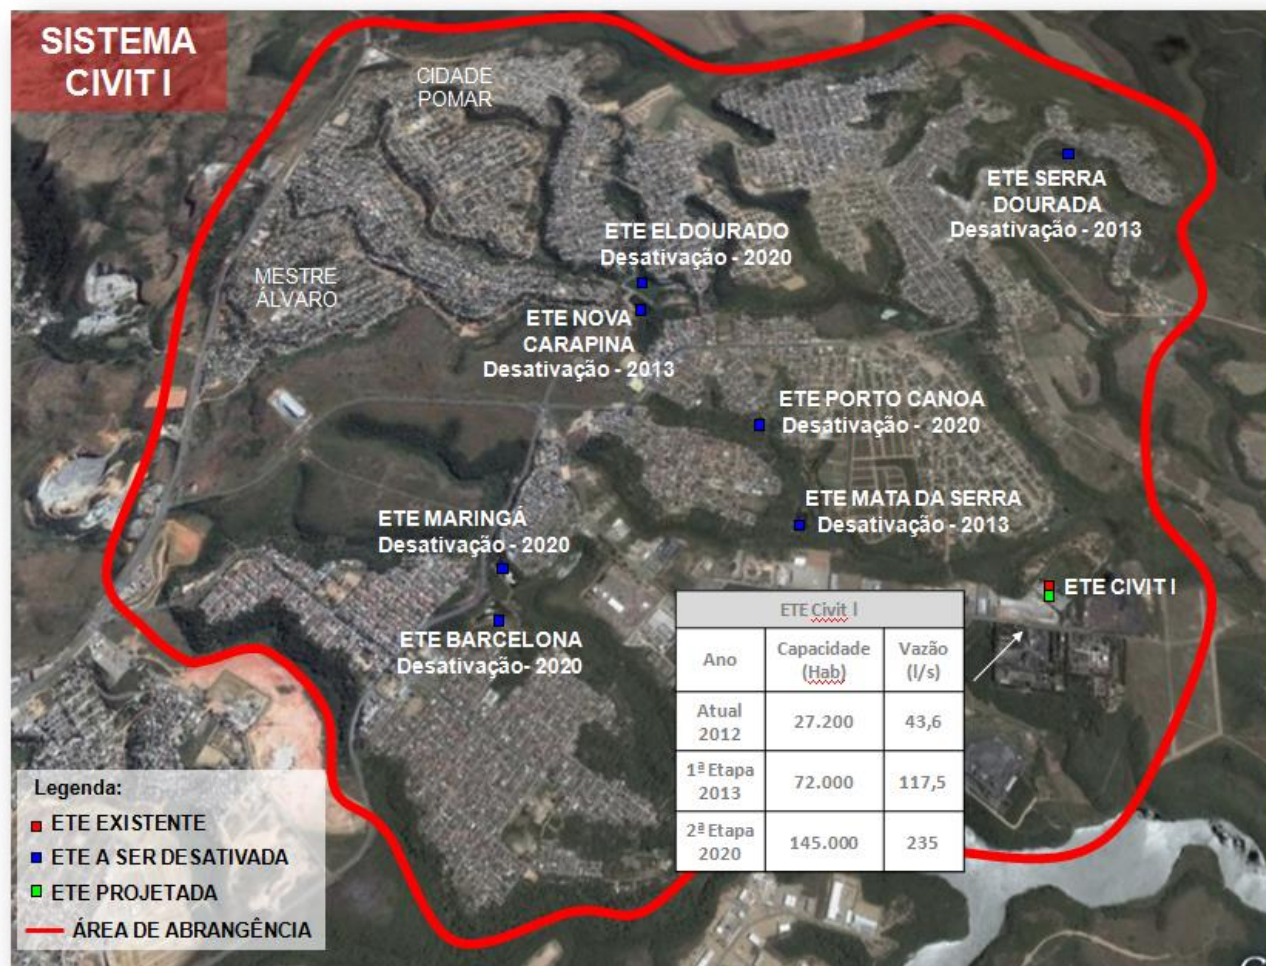 SISTEMA
CIVIT I
CIDADE
POMAR
ETE SERRA
DOURADA
Desativação - 2013
ETE ELDOURADO
Desativação - 2020
MESTRE
ÁLVARO
ETE NOVA
CARAPINA
Desativação - 2013
ETE PORTO CANOA
Desativação - 2020
ETE MATA DA SERRA
Desativação - 2013
ETE MARINGÁ
Desativação - 2020
ETE CIVIT I
ETE BARCELONA
Desativação- 2020
ETE Civit I
Ano Capacidade (Hab) Vazão (l/s)
Atual 2012 27.200 43,6
1ª Etapa 2013 72.000 117,5
2ª Etapa 2020 145.000 235
Legenda:
ETE EXISTENTE
ETE A SER DESATIVADA
ETE PROJETADA
ÁREA DE ABRANGÊNCIA